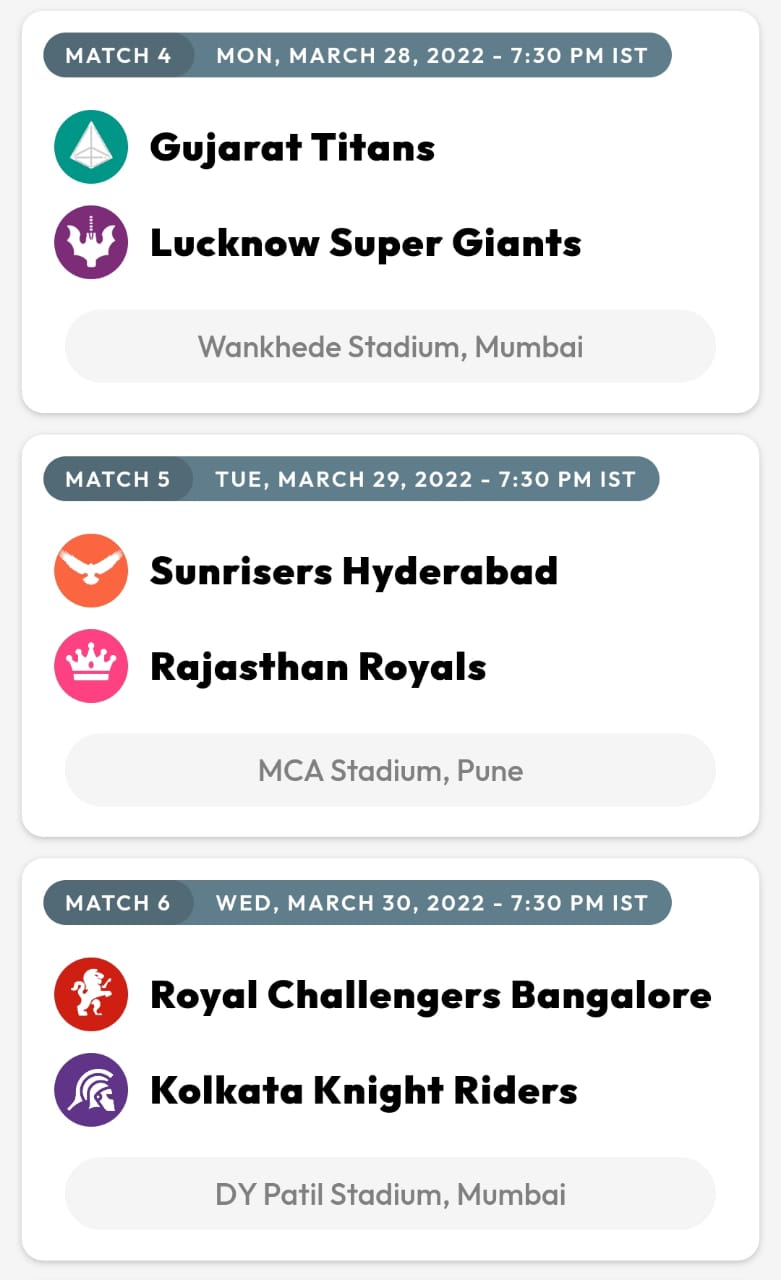 MATCH 4 MON, MARCH 28, 2022 - 7:30 PM IST
Gujarat Titans
Lucknow Super Giants
Wankhede Stadium, Mumbai
MATCH 5 TUE, MARCH 29, 2022 - 7:30 PM IST
Sunrisers Hyderabad
Rajasthan Royals
MCA Stadium, Pune
MATCH 6 WED, MARCH 30, 2022 - 7:30 PM IST
Royal Challengers Bangalore
Kolkata Knight Riders
DY Patil Stadium, Mumbai